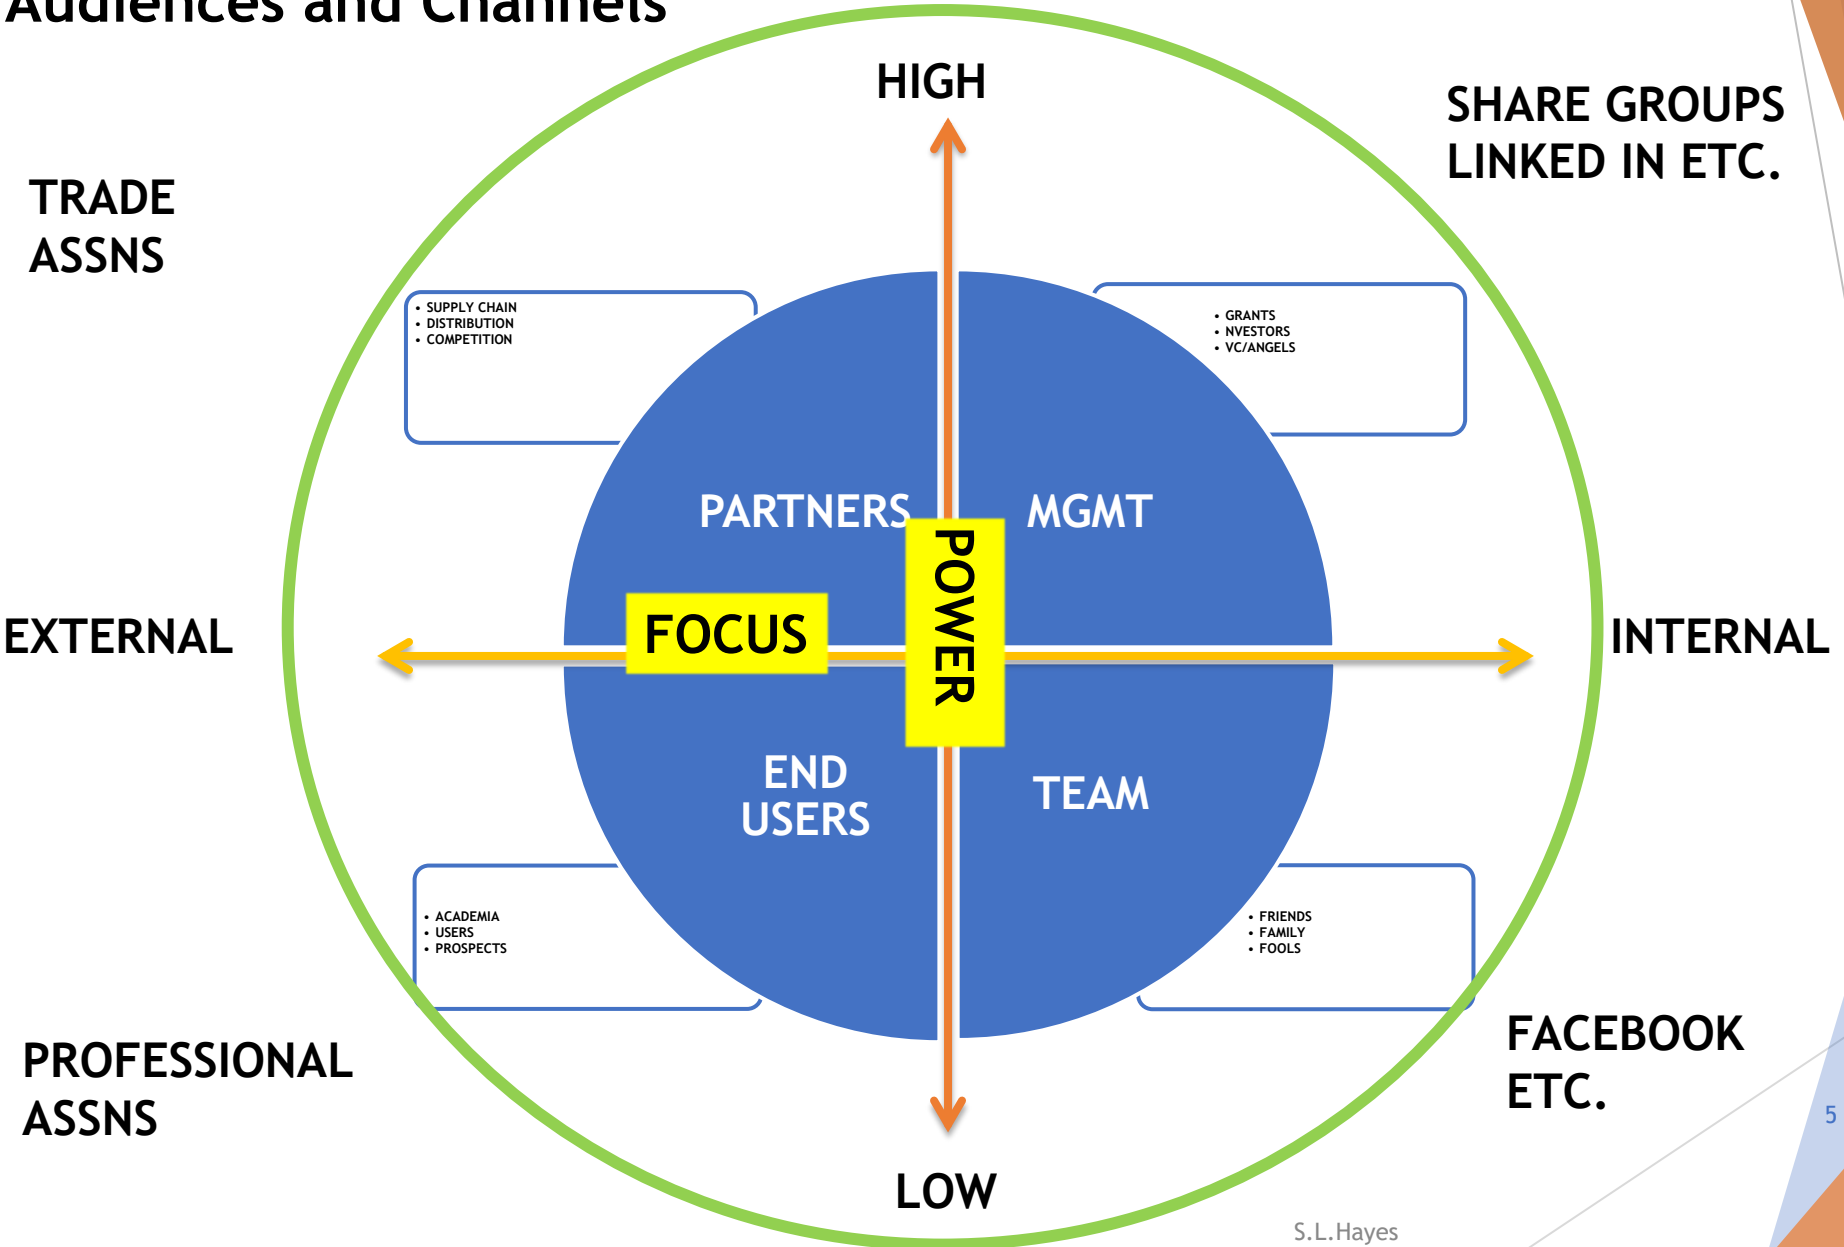 Audiences and Channels
HIGH
SHARE GROUPS
LINKED IN ETC.
TRADE
ASSNS
• SUPPLY CHAIN
• DISTRIBUTION
• COMPETITION
• GRANTS
• NVESTORS
• VC/ANGELS
PARTNERS
MGMT
POWER
FOCUS
EXTERNAL
INTERNAL
END
USERS
TEAM
• ACADEMIA
• USERS
• PROSPECTS
• FRIENDS
• FAMILY
• FOOLS
PROFESSIONAL
ASSNS
FACEBOOK
ETC.
5
LOW
S.L.Hayes